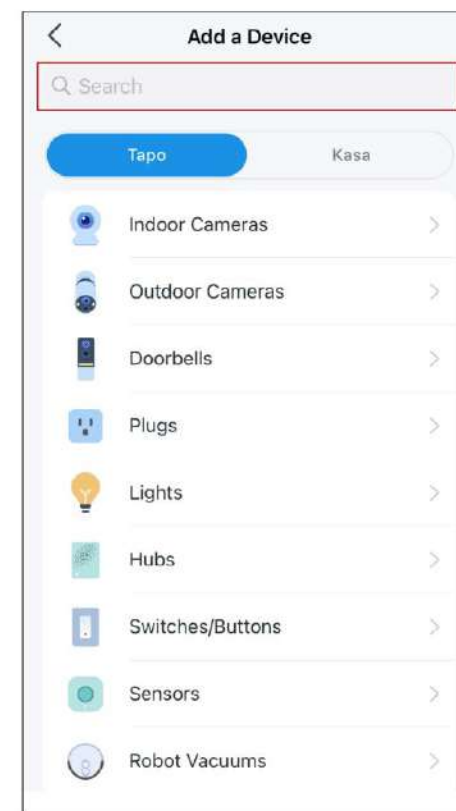 Add a Device
Search
Tapo
Kasa
Indoor Cameras
Outdoor Cameras
Doorbells
Plugs
Lights
Hubs
Switches/Buttons
Sensors
Robot Vacuums